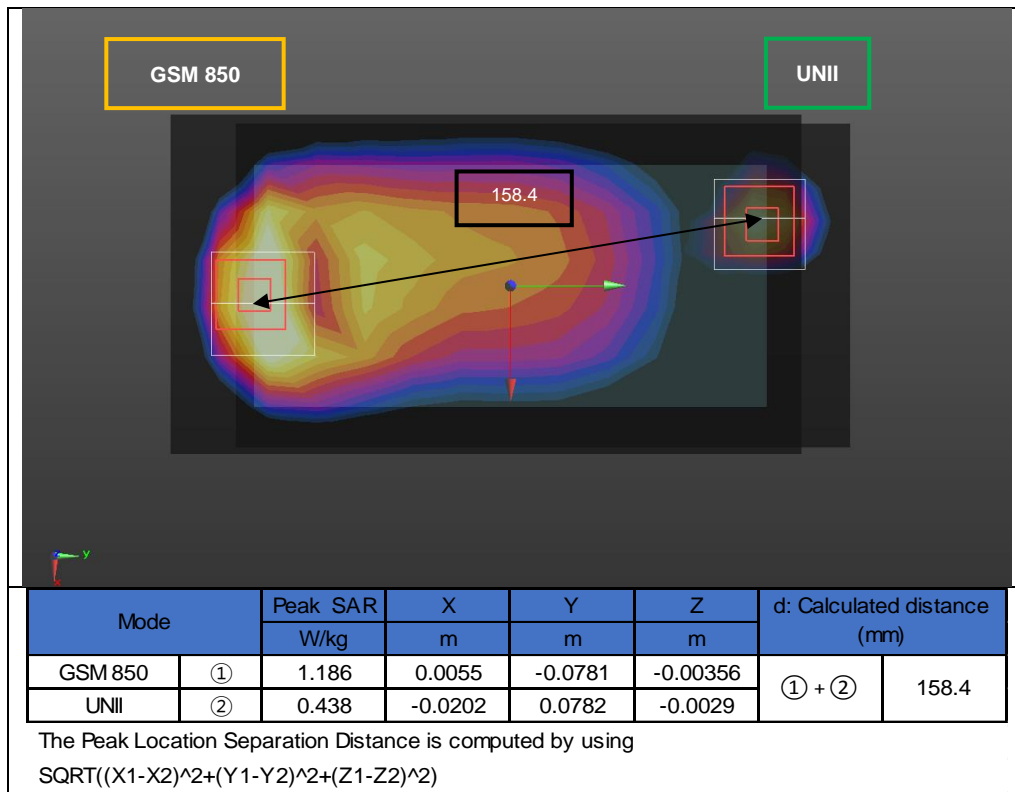 GSM 850
UNII
158.4
y
x
Mode Peak SAR X Y Z d: Calculated distance (mm)
W/kg m m m
GSM 850 ① 1.186 0.0055 -0.0781 -0.00356 ① + ② 158.4
UNII ② 0.438 -0.0202 0.0782 -0.0029
The Peak Location Separation Distance is computed by using
SQRT((X1-X2)^2+(Y1-Y2)^2+(Z1-Z2)^2)